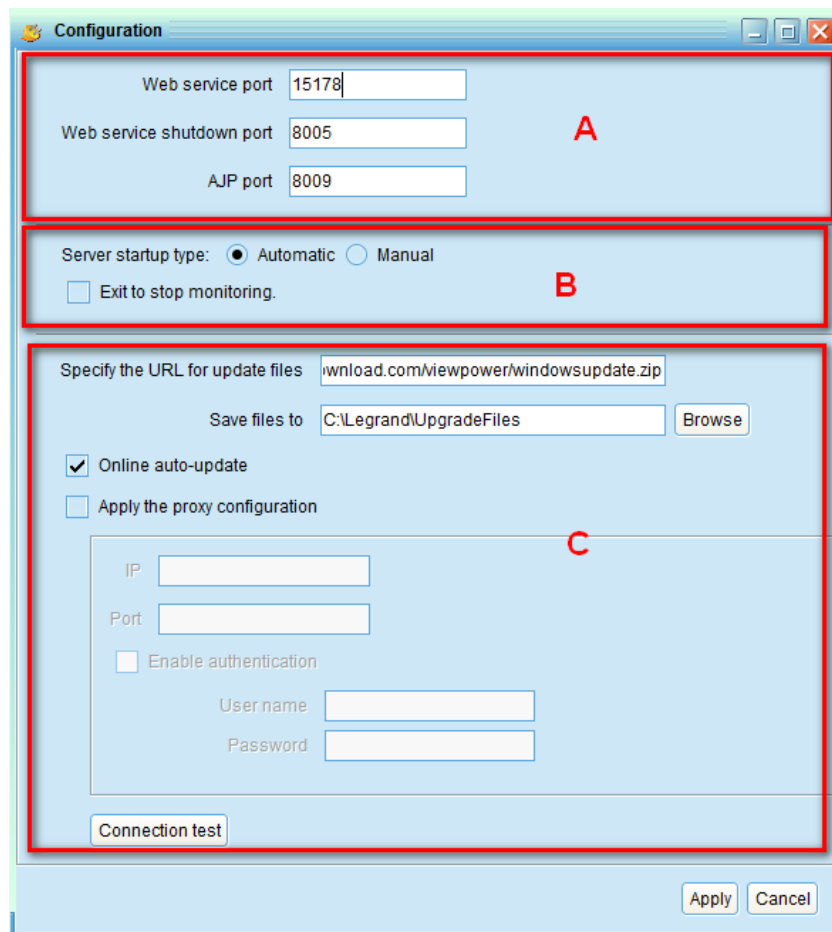 Configuration
Web service port 15178
Web service shutdown port 8005
A
AJP port 8009
Server startup type: Automatic Manual
B
Exit to stop monitoring.
Specify the URL for update files wnload.com/viewpower/windowsupdate.zip
Save files to C:\Legrand\UpgradeFiles Browse
Online auto-update
Apply the proxy configuration
C
IP
Port
Enable authentication
User name
Password
Connection test
Apply Cancel